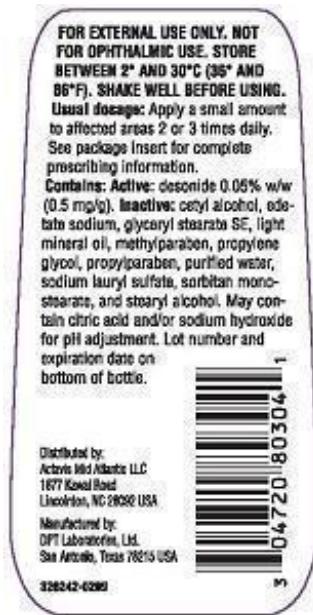 FOR EXTERNAL USE ONLY. NOT
FOR OPHTHALMIC USE. STORE
BETWEEN 2° AND 30°C (36° AND
86°F). SHAKE WELL BEFORE USING.
Usual dosage: Apply a small amount
to affected areas 2 or 3 times daily.
See package insert for complete
prescribing information.
Contains: Active: desonide 0.05% w/w
(0.5 mg/g). Inactive: cetyl alcohol, ede-
tate sodium, glyceryl stearate SE, light
mineral oil, methylparaben, propylene
glycol, propylparaben, purified water,
sodium lauryl sulfate, sorbitan mono-
stearate, and stearyl alcohol. May con-
tain citric acid and/or sodium hydroxide
for pH adjustment. Lot number and
expiration date on
bottom of bottle.
Distributed by:
Actavis Mid Atlantic LLC
1877 Kawai Road
Lincolnton, NC 28092 USA
Manufactured by:
DPT Laboratories, Ltd.
San Antonio, Texas 78215 USA
326242-0209
3 04720 80304 1